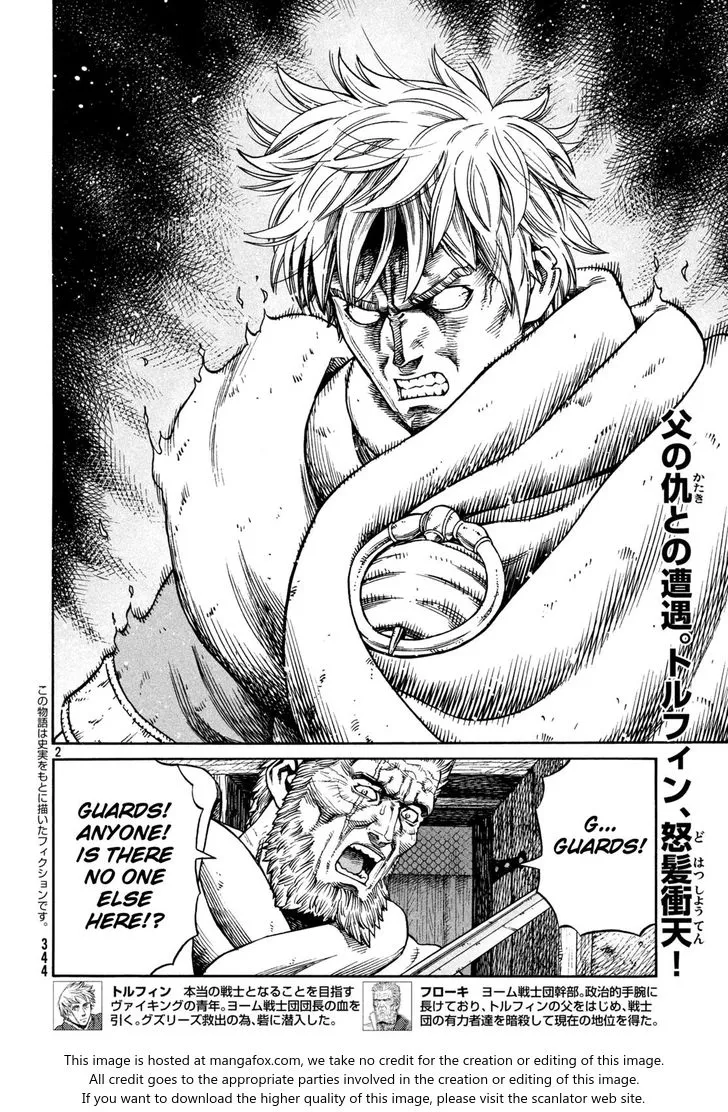 父の仇との遭遇。トルフィン、怒髪衝天!
かたき
ど はつ しょう てん
G...
GUARDS!
GUARDS!
ANYONE!
IS THERE
NO ONE
ELSE
HERE!?
2
この物語は史実をもとに描いたフィクションです。
344
トルフィン 本当の戦士となることを目指す
ヴァイキングの青年。ヨーム戦士団団長の血を
引く。グズリーズ救出の為、砦に潜入した。
フローキ ヨーム戦士団幹部。政治的手腕に
長けており、トルフィンの父をはじめ、戦士
団の有力者達を暗殺して現在の地位を得た。
This image is hosted at mangafox.com, we take no credit for the creation or editing of this image.
All credit goes to the appropriate parties involved in the creation or editing of this image.
If you want to download the higher quality of this image, please visit the scanlator web site.